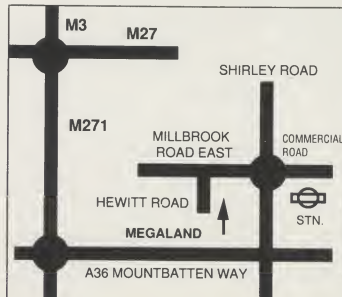 M3
M27
SHIRLEY ROAD
M271
MILLBROOK
ROAD EAST
COMMERCIAL
ROAD
HEWITT ROAD
STN.
MEGALAND
A36 MOUNTBATTEN WAY